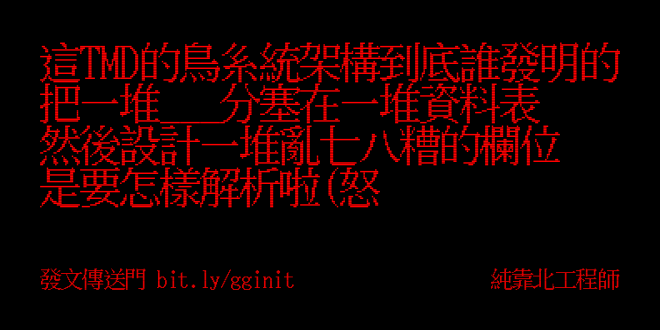 這TMD的鳥系統架構到底誰發明的
把一堆___分塞在一堆資料表
然後設計一堆亂七八糟的欄位
是要怎樣解析啦(怒
發文傳送門 bit.ly/gginit
純靠北工程師